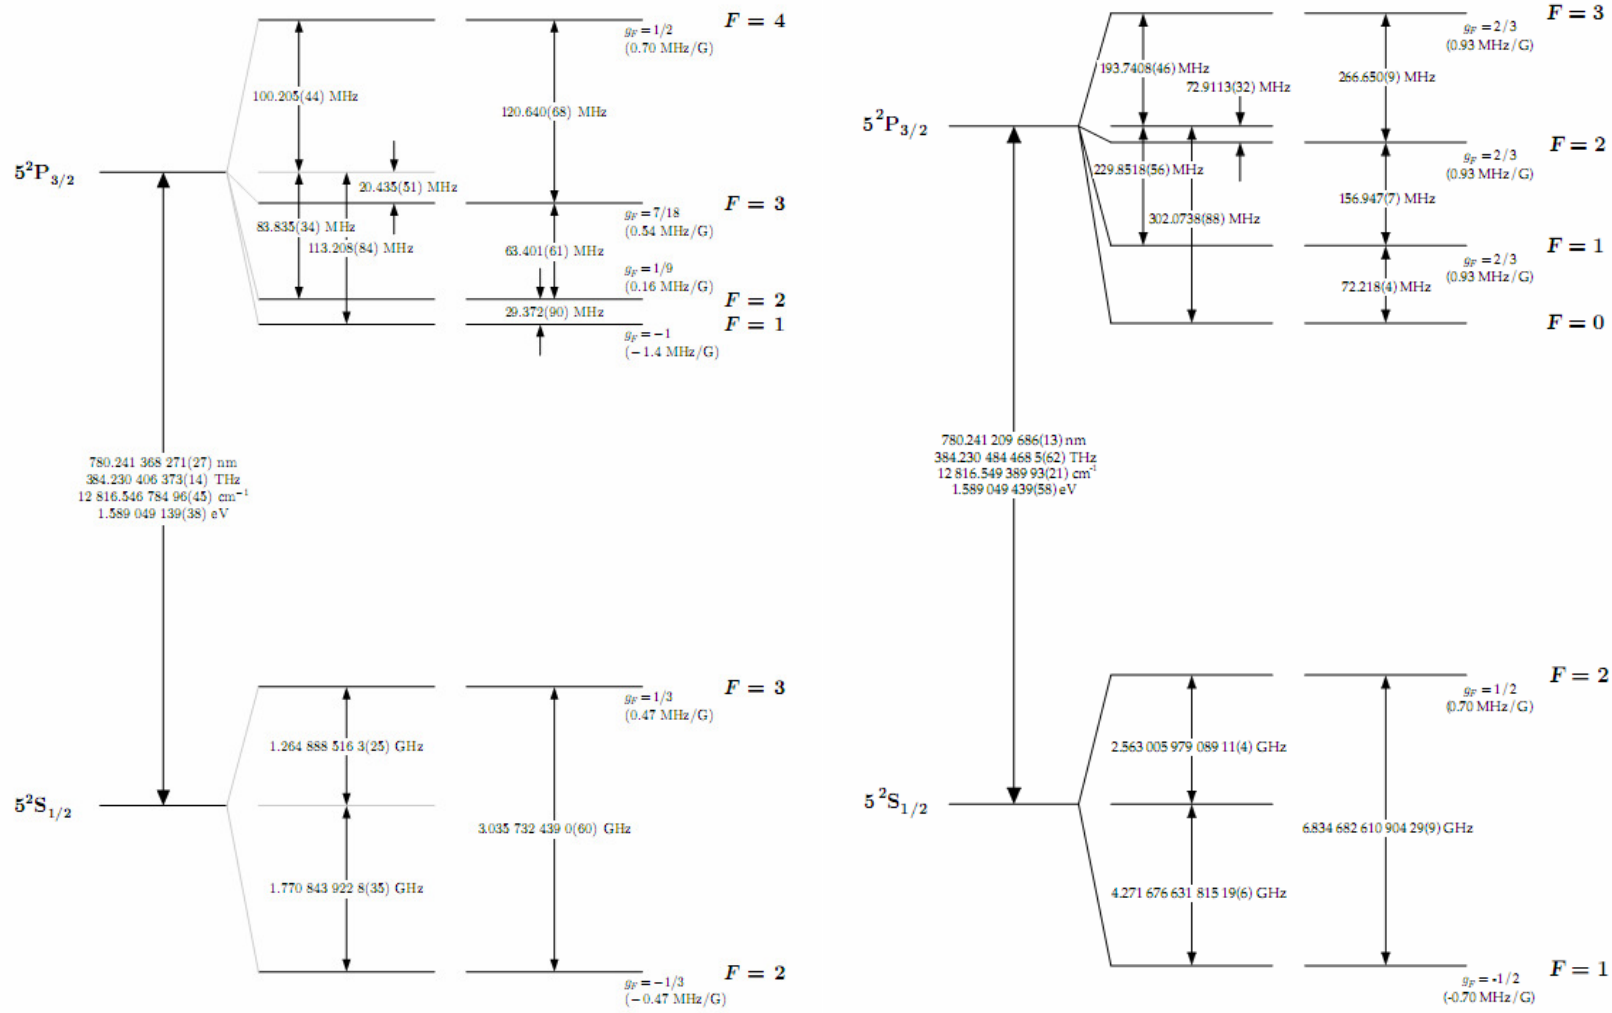 F = 4
g_F = 1/2
(0.70 MHz/G)
100.205(44) MHz
120.640(68) MHz
5²P₃/₂
20.435(51) MHz
F = 3
g_F = 7/18
(0.54 MHz/G)
83.835(34) MHz
113.208(84) MHz
63.401(61) MHz
g_F = 1/9
(0.16 MHz/G)
F = 2
29.372(90) MHz
F = 1
g_F = −1
(−1.4 MHz/G)
780.241 368 271(27) nm
384.230 406 373(14) THz
12 816.546 784 96(45) cm⁻¹
1.589 049 139(38) eV
F = 3
g_F = 1/3
(0.47 MHz/G)
1.264 888 516 3(25) GHz
5²S₁/₂
3.035 732 439 0(60) GHz
1.770 843 922 8(35) GHz
F = 2
g_F = −1/3
(−0.47 MHz/G)
F = 3
g_F = 2/3
(0.93 MHz/G)
193.7408(46) MHz
72.9113(32) MHz
266.650(9) MHz
5²P₃/₂
F = 2
g_F = 2/3
(0.93 MHz/G)
229.8518(56) MHz
156.947(7) MHz
302.0738(88) MHz
F = 1
g_F = 2/3
(0.93 MHz/G)
72.218(4) MHz
F = 0
780.241 209 686(13) nm
384.230 484 468 5(62) THz
12 816.549 389 93(21) cm⁻¹
1.589 049 439(58) eV
F = 2
g_F = 1/2
(0.70 MHz/G)
2.563 005 979 089 11(4) GHz
5²S₁/₂
6.834 682 610 904 29(9) GHz
4.271 676 631 815 19(6) GHz
F = 1
g_F = -1/2
(-0.70 MHz/G)